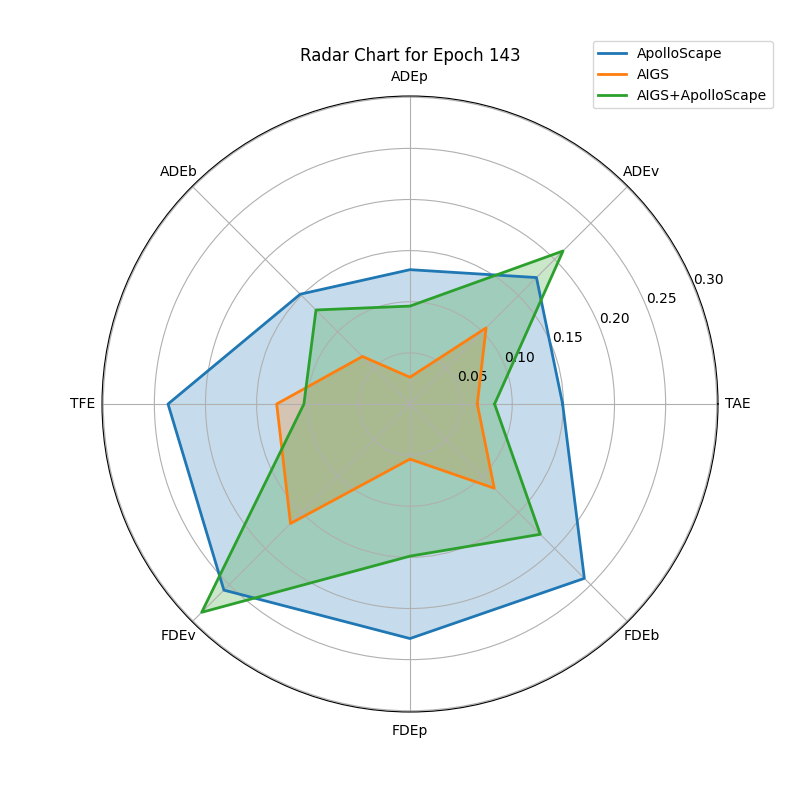 Radar Chart for Epoch 143
ApolloScape
AIGS
AIGS+ApolloScape
ADEp
ADEb
ADEv
0.30
0.25
0.20
0.15
0.10
0.05
TFE
TAE
FDEv
FDEb
FDEp